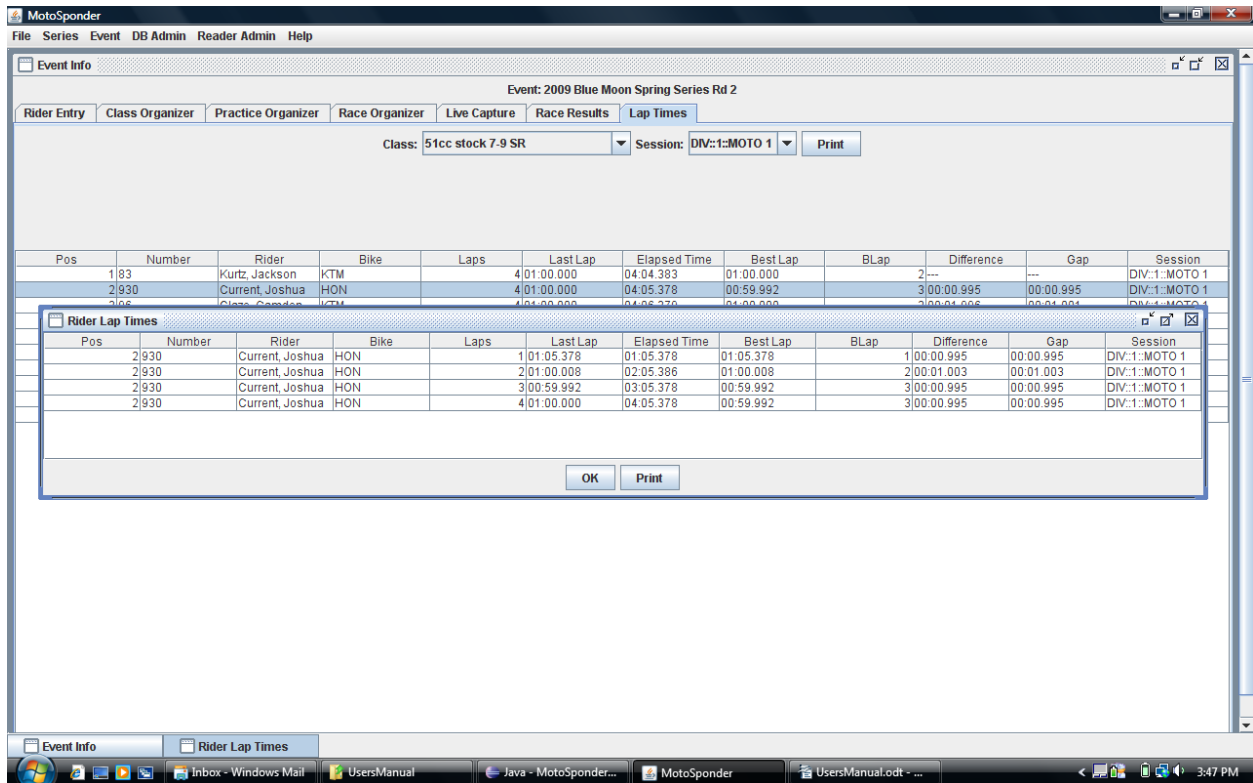 MotoSponder
File Series Event DB Admin Reader Admin Help
Event Info
Event: 2009 Blue Moon Spring Series Rd 2
Rider Entry Class Organizer Practice Organizer Race Organizer Live Capture Race Results Lap Times
Class: 51cc stock 7-9 SR Session: DIV::1::MOTO 1 Print
Pos Number Rider Bike Laps Last Lap Elapsed Time Best Lap BLap Difference Gap Session
1 83 Kurtz, Jackson KTM 4 01:00.000 04:04.383 01:00.000 2 --- --- DIV::1::MOTO 1
2 930 Current, Joshua HON 4 01:00.000 04:05.378 00:59.992 3 00:00.995 00:00.995 DIV::1::MOTO 1
Rider Lap Times
Pos Number Rider Bike Laps Last Lap Elapsed Time Best Lap BLap Difference Gap Session
2 930 Current, Joshua HON 1 01:05.378 01:05.378 01:05.378 1 00:00.995 00:00.995 DIV::1::MOTO 1
2 930 Current, Joshua HON 2 01:00.008 02:05.386 01:00.008 2 00:01.003 00:01.003 DIV::1::MOTO 1
2 930 Current, Joshua HON 3 00:59.992 03:05.378 00:59.992 3 00:00.995 00:00.995 DIV::1::MOTO 1
2 930 Current, Joshua HON 4 01:00.000 04:05.378 00:59.992 3 00:00.995 00:00.995 DIV::1::MOTO 1
OK Print
Event Info Rider Lap Times
Inbox - Windows Mail UsersManual Java - MotoSponder... MotoSponder UsersManual.odt - ... 3:47 PM